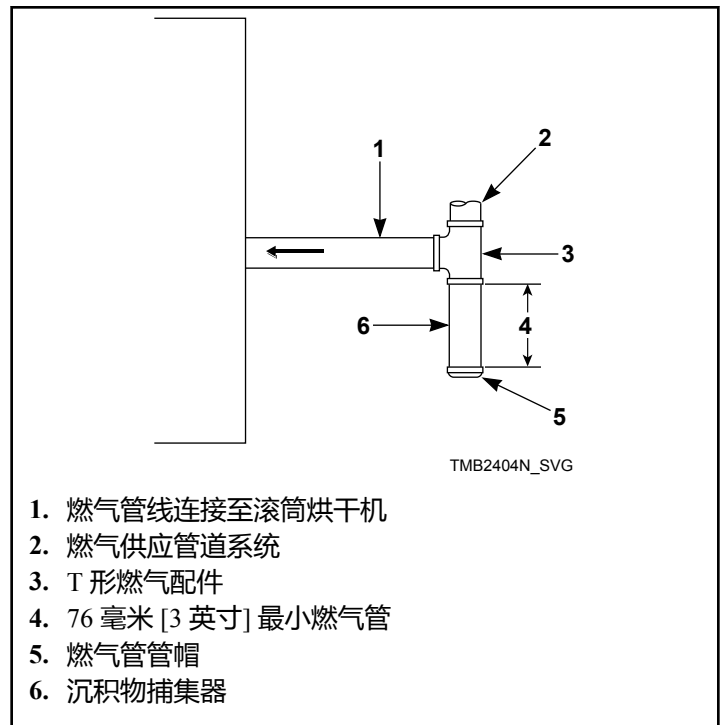 1
2
3
6
4
5
TMB2404N_SVG
1. 燃气管线连接至滚筒烘干机
2. 燃气供应管道系统
3. T 形燃气配件
4. 76 毫米 [3 英寸] 最小燃气管
5. 燃气管管帽
6. 沉积物捕集器